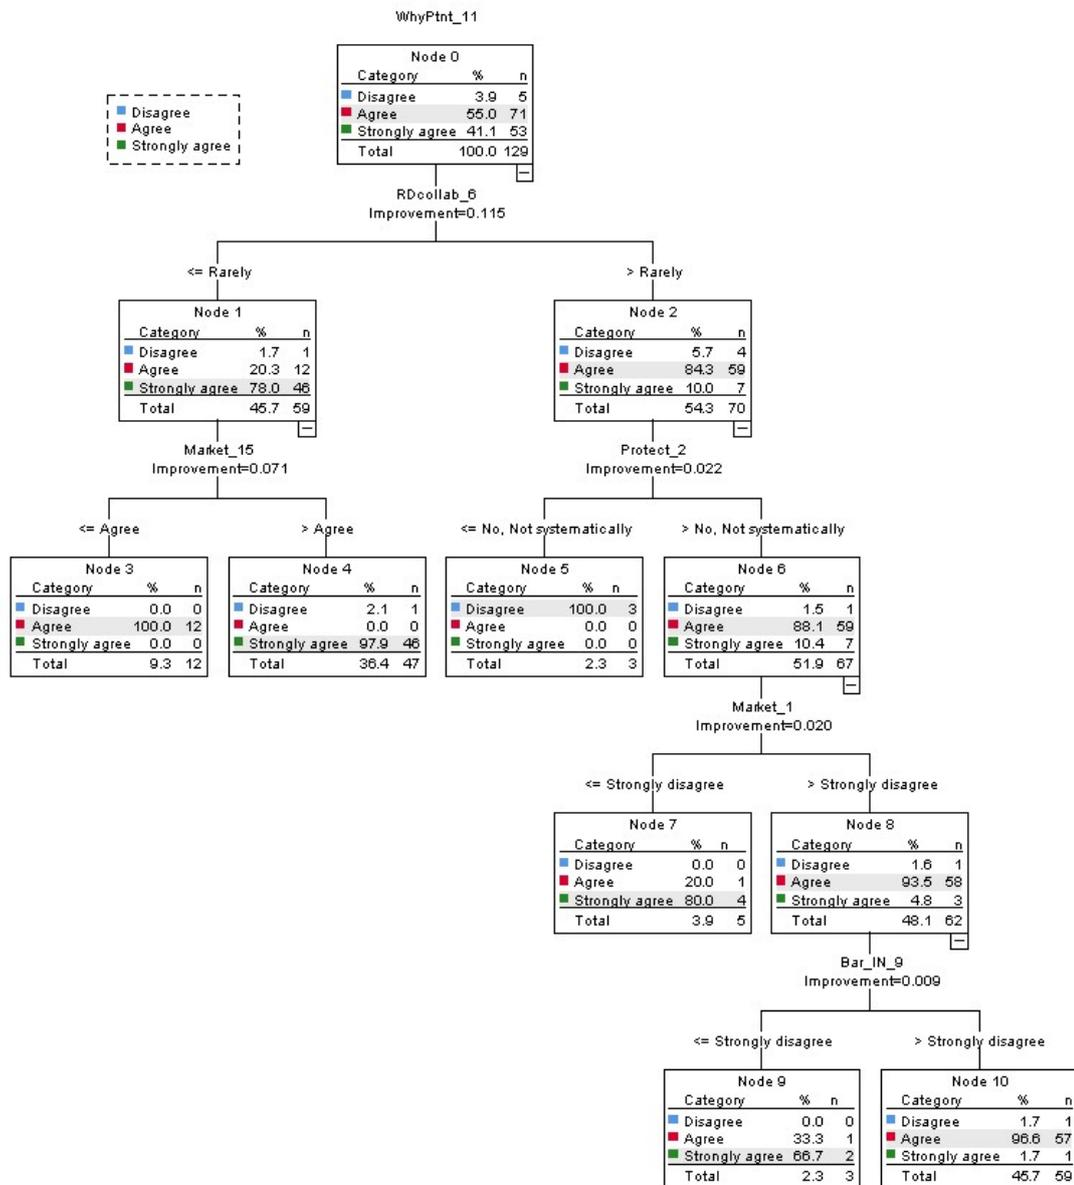 WhyPtnt_11
Node 0
Category % n
Disagree 3.9 5
Agree 55.0 71
Strongly agree 41.1 53
Total 100.0 129
Disagree
Agree
Strongly agree
RDcollab_6
Improvement=0.115
<= Rarely
> Rarely
Node 1
Category % n
Disagree 1.7 1
Agree 20.3 12
Strongly agree 78.0 46
Total 45.7 59
Node 2
Category % n
Disagree 5.7 4
Agree 84.3 59
Strongly agree 10.0 7
Total 54.3 70
Market_15
Improvement=0.071
Protect_2
Improvement=0.022
<= Agree
> Agree
<= No, Not systematically
> No, Not systematically
Node 3
Category % n
Disagree 0.0 0
Agree 100.0 12
Strongly agree 0.0 0
Total 9.3 12
Node 4
Category % n
Disagree 2.1 1
Agree 0.0 0
Strongly agree 97.9 46
Total 36.4 47
Node 5
Category % n
Disagree 100.0 3
Agree 0.0 0
Strongly agree 0.0 0
Total 2.3 3
Node 6
Category % n
Disagree 1.5 1
Agree 88.1 59
Strongly agree 10.4 7
Total 51.9 67
Market_1
Improvement=0.020
<= Strongly disagree
> Strongly disagree
Node 7
Category % n
Disagree 0.0 0
Agree 20.0 1
Strongly agree 80.0 4
Total 3.9 5
Node 8
Category % n
Disagree 1.6 1
Agree 93.5 58
Strongly agree 4.8 3
Total 48.1 62
Bar_IN_9
Improvement=0.009
<= Strongly disagree
> Strongly disagree
Node 9
Category % n
Disagree 0.0 0
Agree 33.3 1
Strongly agree 66.7 2
Total 2.3 3
Node 10
Category % n
Disagree 1.7 1
Agree 96.6 57
Strongly agree 1.7 1
Total 45.7 59